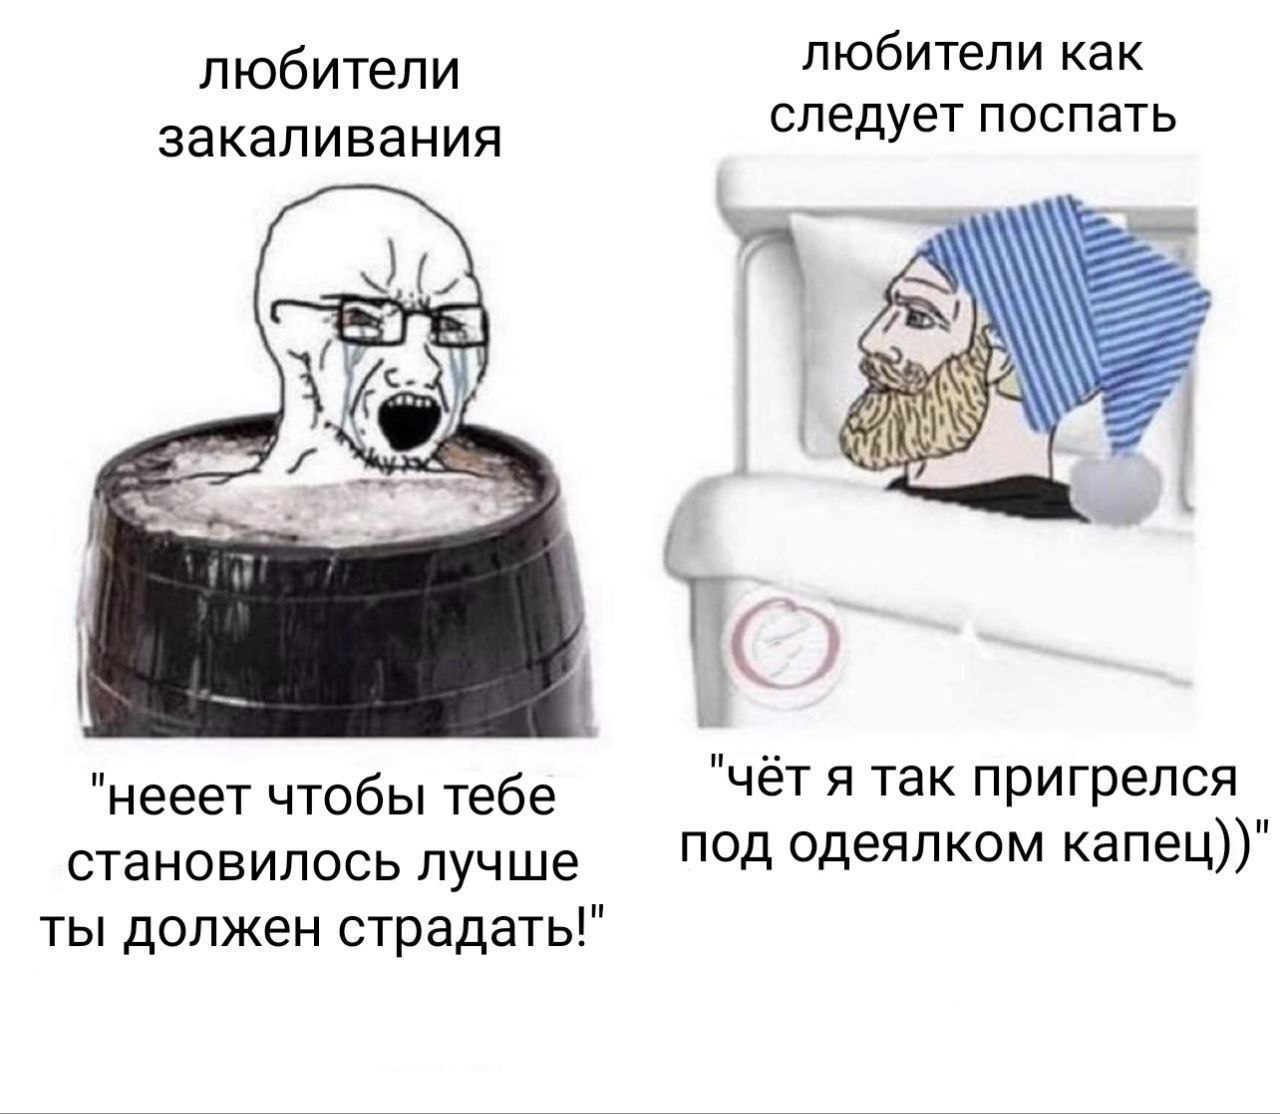 любители
закаливания
любители как
следует поспать
"нееет чтобы тебе
становилось лучше
ты должен страдать!"
"чёт я так пригрелся
под одеялком капец))"